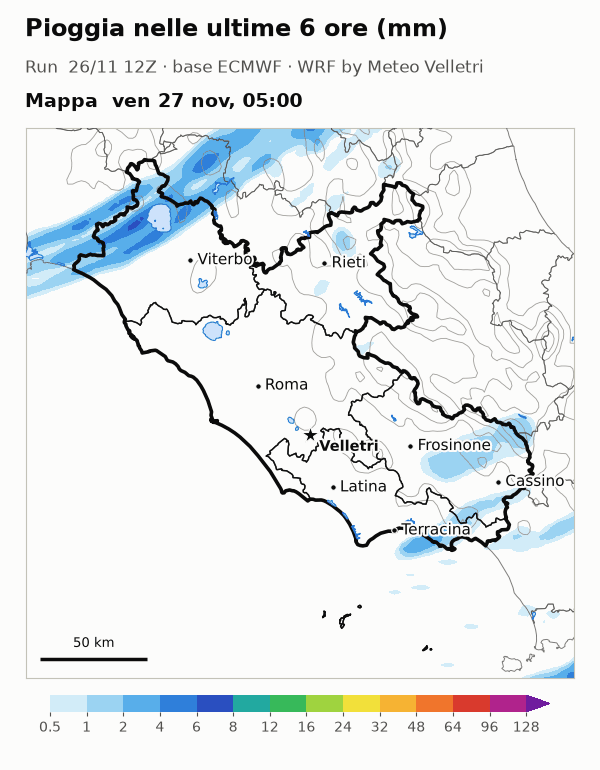 Pioggia nelle ultime 6 ore (mm)
Run  26/11 12Z · base ECMWF · WRF by Meteo Velletri
Mappa  ven 27 nov, 05:00
Viterbo
Rieti
Roma
Velletri
Frosinone
Latina
Cassino
Terracina
50 km
0.5 1 2 4 6 8 12 16 24 32 48 64 96 128